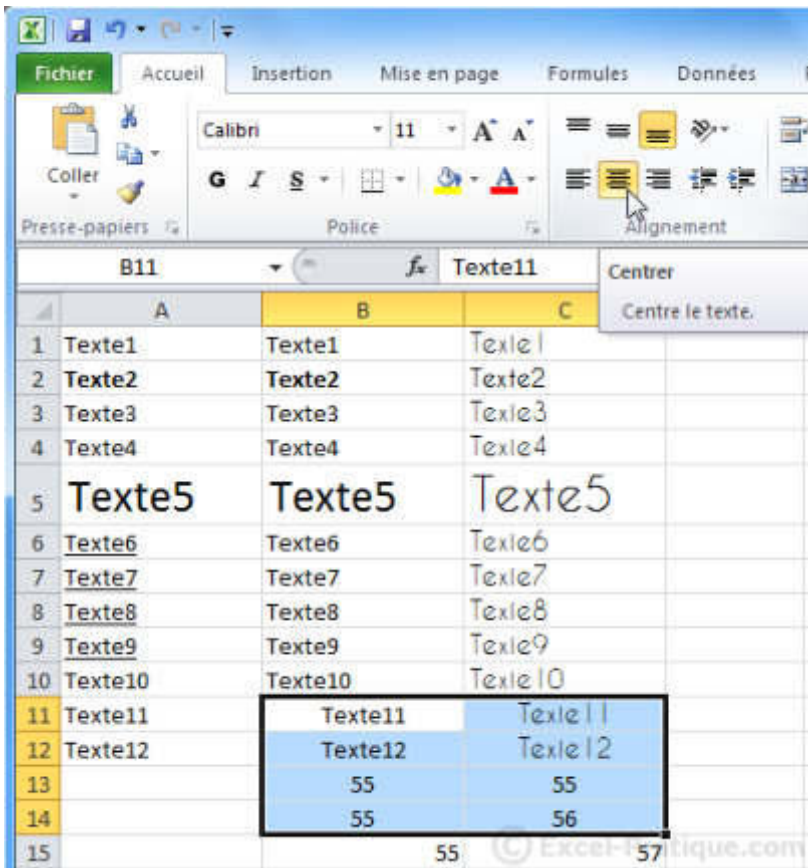 Fichier Accueil Insertion Mise en page Formules Données
Calibri 11 A A
Coller G I S A
Presse-papiers Police Alignement
B11 fx Texte11
Centrer
Centre le texte.
A B C
1 Texte1 Texte1 Texte1
2 Texte2 Texte2 Texte2
3 Texte3 Texte3 Texte3
4 Texte4 Texte4 Texte4
5 Texte5 Texte5 Texte5
6 Texte6 Texte6 Texte6
7 Texte7 Texte7 Texte7
8 Texte8 Texte8 Texte8
9 Texte9 Texte9 Texte9
10 Texte10 Texte10 Texte10
11 Texte11 Texte11 Texte11
12 Texte12 Texte12 Texte12
13 55 55
14 55 56
15 55 57
© Excel-Pratique.com